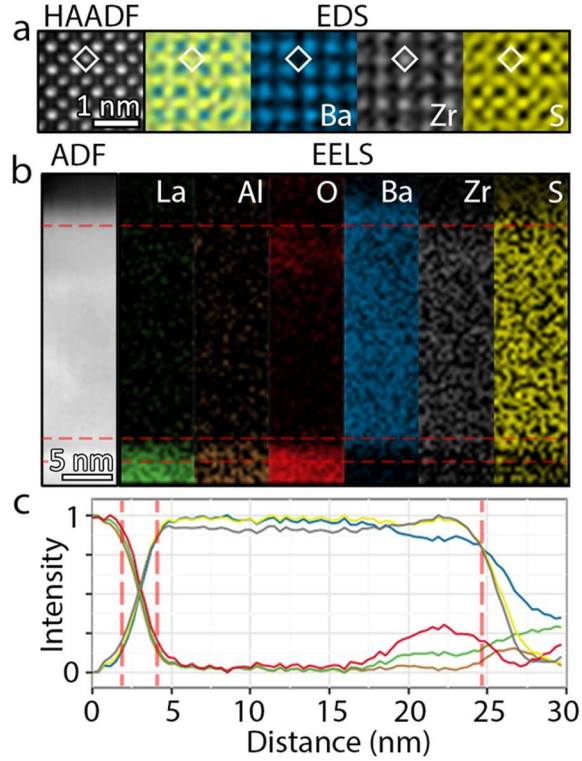 HAADF EDS
a
1 nm Ba Zr S
ADF EELS
b
La Al O Ba Zr S
5 nm
c
1
Intensity
0
0 5 10 15 20 25 30
Distance (nm)